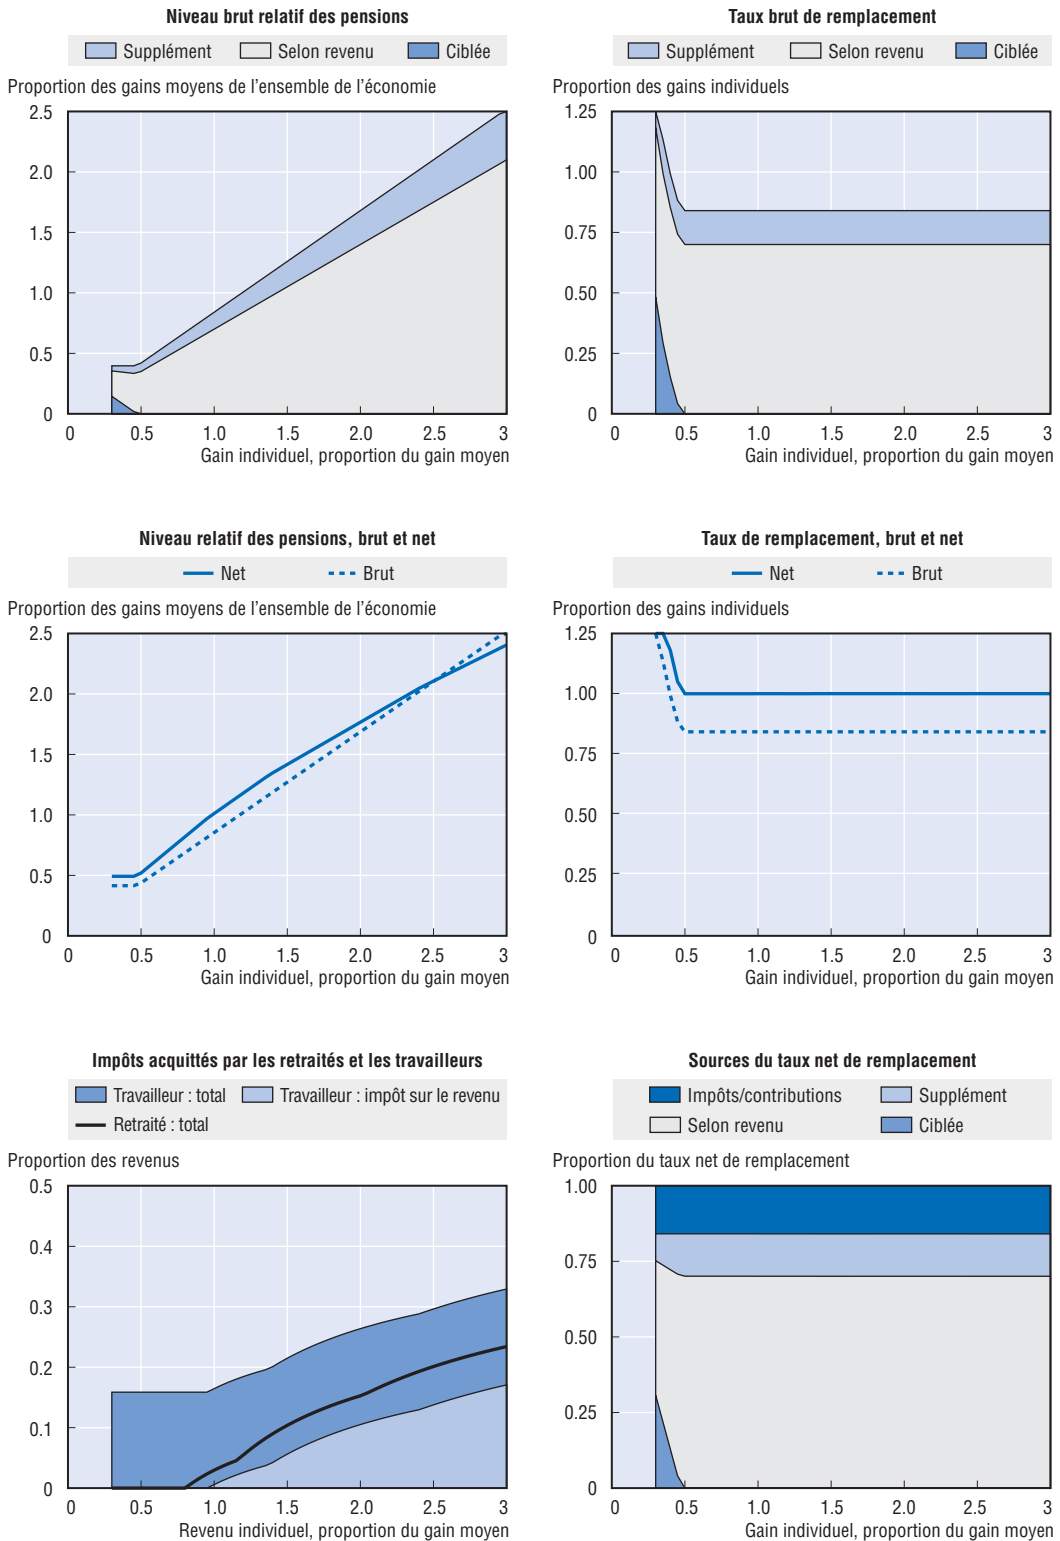 Niveau brut relatif des pensions
Supplément Selon revenu Ciblée
Proportion des gains moyens de l'ensemble de l'économie
2.5
2.0
1.5
1.0
0.5
0
0 0.5 1.0 1.5 2.0 2.5 3
Gain individuel, proportion du gain moyen
Taux brut de remplacement
Supplément Selon revenu Ciblée
Proportion des gains individuels
1.25
1.00
0.75
0.50
0.25
0
0 0.5 1.0 1.5 2.0 2.5 3
Gain individuel, proportion du gain moyen
Niveau relatif des pensions, brut et net
Net Brut
Proportion des gains moyens de l'ensemble de l'économie
2.5
2.0
1.5
1.0
0.5
0
0 0.5 1.0 1.5 2.0 2.5 3
Gain individuel, proportion du gain moyen
Taux de remplacement, brut et net
Net Brut
Proportion des gains individuels
1.25
1.00
0.75
0.50
0.25
0
0 0.5 1.0 1.5 2.0 2.5 3
Gain individuel, proportion du gain moyen
Impôts acquittés par les retraités et les travailleurs
Travailleur : total Travailleur : impôt sur le revenu
Retraité : total
Proportion des revenus
0.5
0.4
0.3
0.2
0.1
0
0 0.5 1.0 1.5 2.0 2.5 3
Revenu individuel, proportion du gain moyen
Sources du taux net de remplacement
Impôts/contributions Supplément
Selon revenu Ciblée
Proportion du taux net de remplacement
1.00
0.75
0.50
0.25
0
0 0.5 1.0 1.5 2.0 2.5 3
Gain individuel, proportion du gain moyen